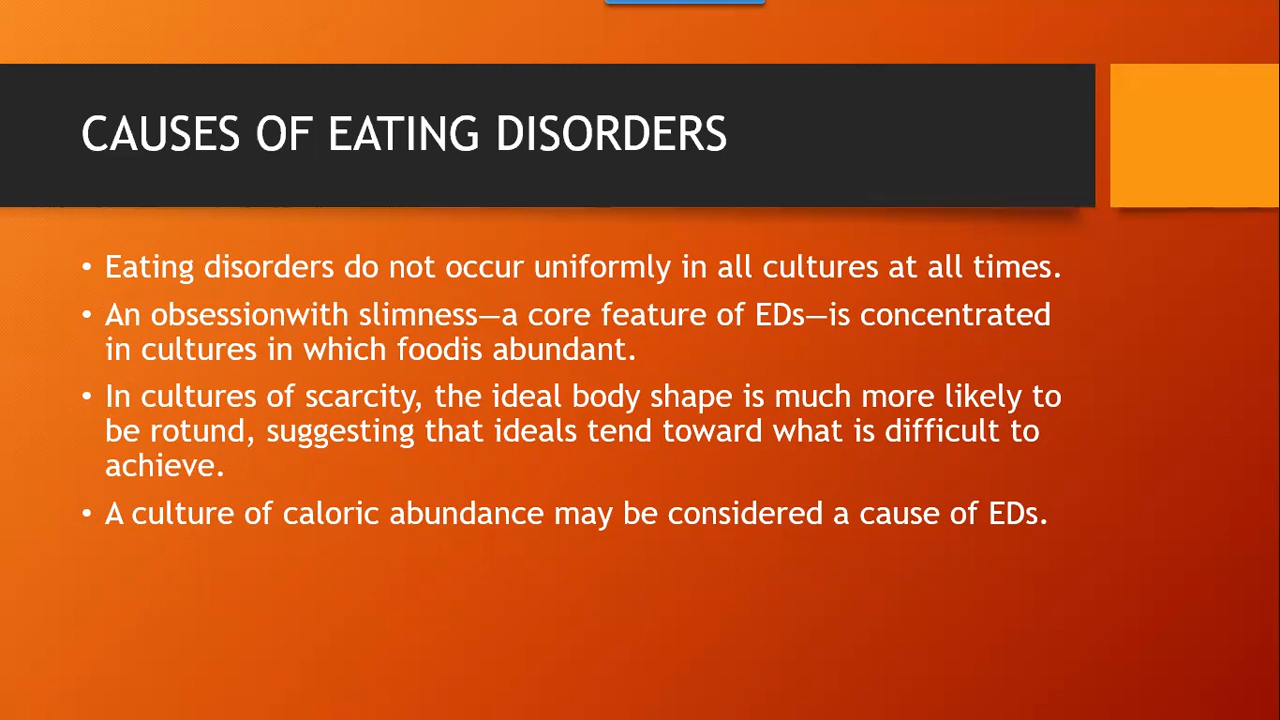 CAUSES OF EATING DISORDERS
• Eating disorders do not occur uniformly in all cultures at all times.
• An obsessionwith slimness—a core feature of EDs—is concentrated
in cultures in which foodis abundant.
• In cultures of scarcity, the ideal body shape is much more likely to
be rotund, suggesting that ideals tend toward what is difficult to
achieve.
• A culture of caloric abundance may be considered a cause of EDs.